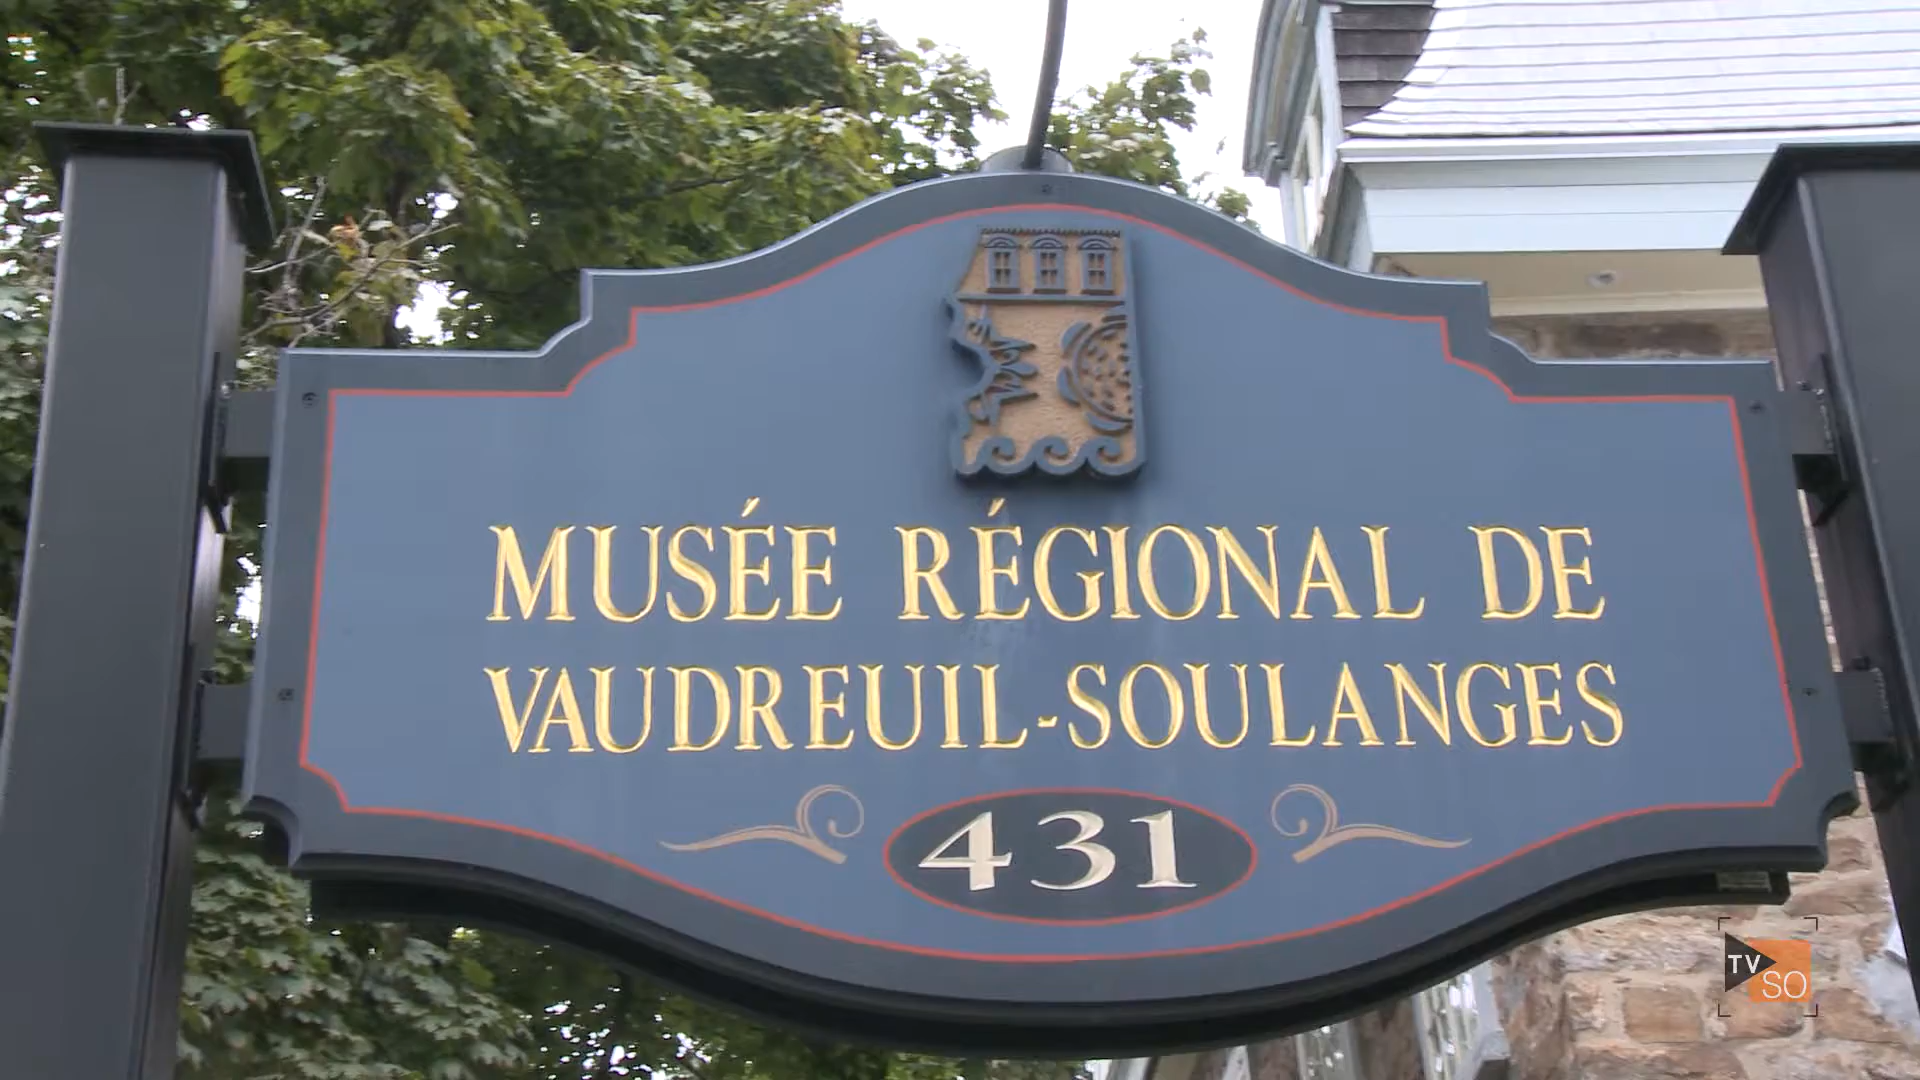 MUSÉE RÉGIONAL DE
VAUDREUIL-SOULANGES
431
TV
SO